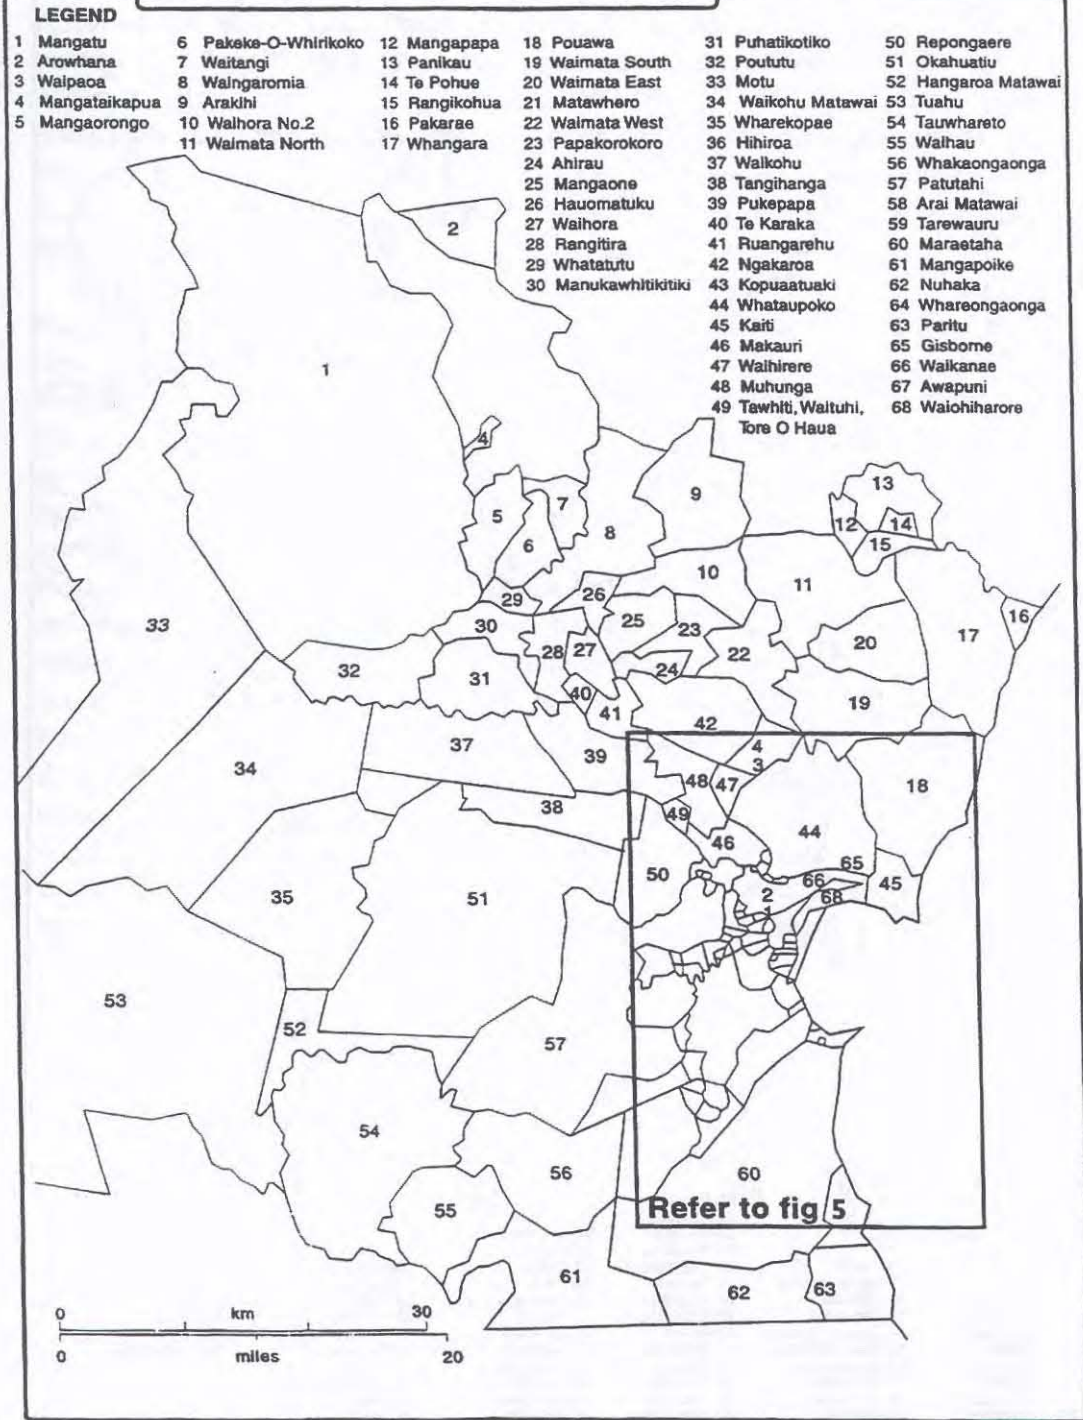 LEGEND
1 Mangatu
2 Arowhana
3 Waipaoa
4 Mangataikapua
5 Mangaorongo
6 Pakeke-O-Whirikoko
7 Waitangi
8 Waingaromia
9 Arakihi
10 Waihora No.2
11 Waimata North
12 Mangapapa
13 Panikau
14 Te Pohue
15 Rangikohua
16 Pakarae
17 Whangara
18 Pouawa
19 Waimata South
20 Waimata East
21 Matawhero
22 Waimata West
23 Papakorokoro
24 Ahirau
25 Mangaone
26 Hauomatuku
27 Waihora
28 Rangitira
29 Whatatutu
30 Manukawhitikitiki
31 Puhatikotiko
32 Poututu
33 Motu
34 Waikohu Matawai
35 Wharekopae
36 Hihiroa
37 Waikohu
38 Tangihanga
39 Pukepapa
40 Te Karaka
41 Ruangarehu
42 Ngakaroa
43 Kopuaatuaki
44 Whataupoko
45 Kaiti
46 Makauri
47 Waihirere
48 Muhunga
49 Tawhiti, Waituhi,
Tore O Haua
50 Repongaere
51 Okahuatiu
52 Hangaroa Matawai
53 Tuahu
54 Tauwhareto
55 Waihau
56 Whakaongaonga
57 Patutahi
58 Arai Matawai
59 Tarewauru
60 Maraetaha
61 Mangapoike
62 Nuhaka
64 Whareongaonga
63 Paritu
65 Gisborne
66 Waikanae
67 Awapuni
68 Waiohiharore
2
1
4
9
13
5
7
12
14
8
6
15
10
11
29
26
16
30
25
23
33
28
27
20
17
22
32
24
31
40
19
41
42
37
39
4
3
34
48
47
18
38
49
44
46
65
50
66
45
35
51
2
68
1
53
52
57
54
56
60
55
Refer to fig 5
61
62
63
0 km 30
0 miles 20